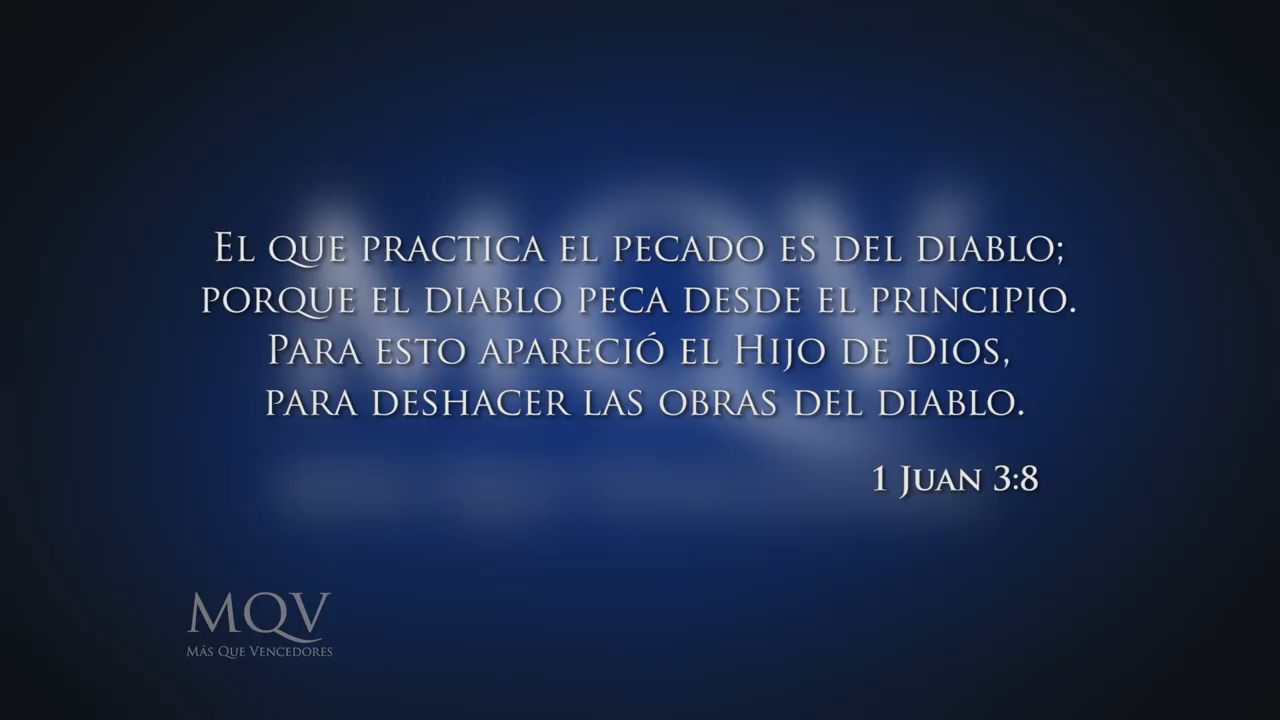 El que practica el pecado es del diablo;
porque el diablo peca desde el principio.
Para esto apareció el Hijo de Dios,
para deshacer las obras del diablo.
1 Juan 3:8
MQV
Más Que Vencedores